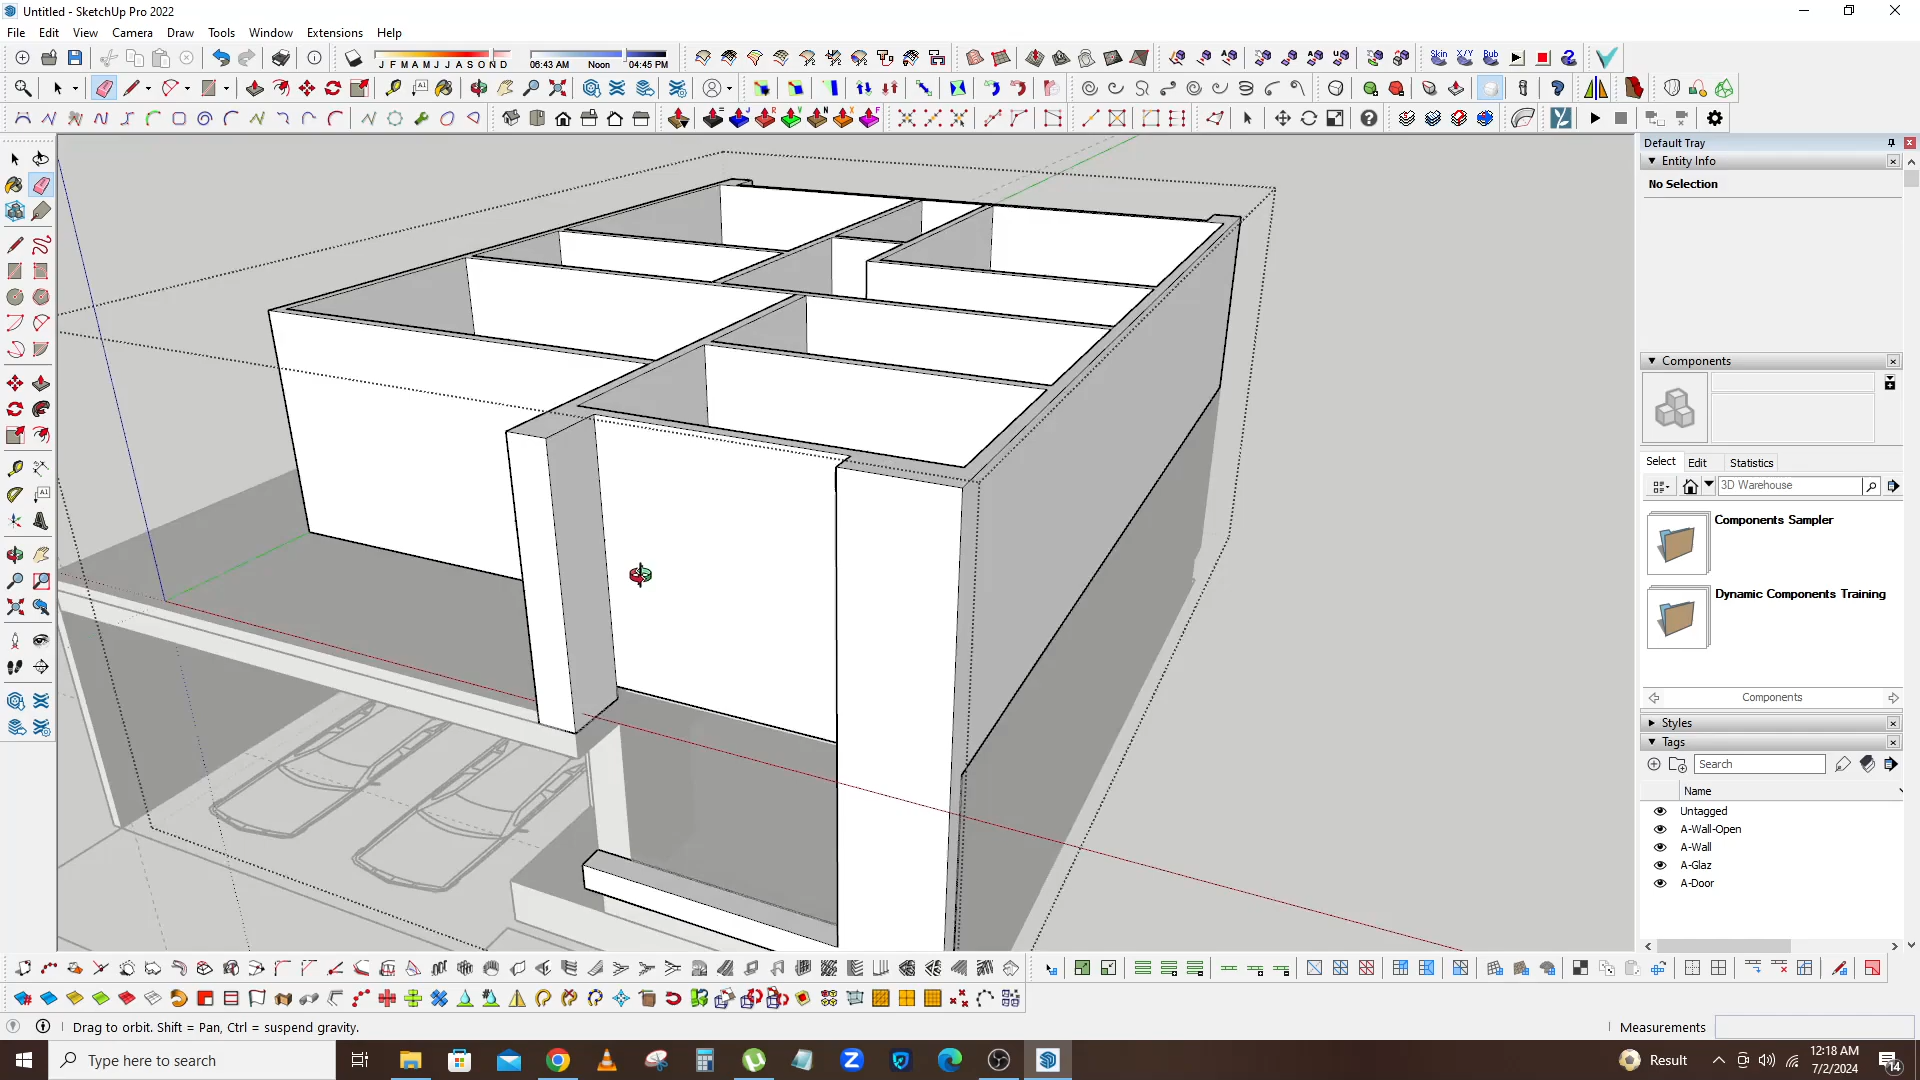 Untitled - SketchUp Pro 2022
File Edit View Camera Draw Tools Window Extensions Help
J F M A M J J A S O N D
06:43 AM Noon 04:45 PM
Skin X/Y Bub
Default Tray
Entity Info
No Selection
Components
Select Edit Statistics
3D Warehouse
Components Sampler
Dynamic Components Training
Components
Styles
Tags
Search
Name
Untagged
A-Wall-Open
A-Wall
A-Glaz
A-Door
Drag to orbit. Shift = Pan, Ctrl = suspend gravity.
Measurements
Type here to search
Result
12:18 AM
7/2/2024
14